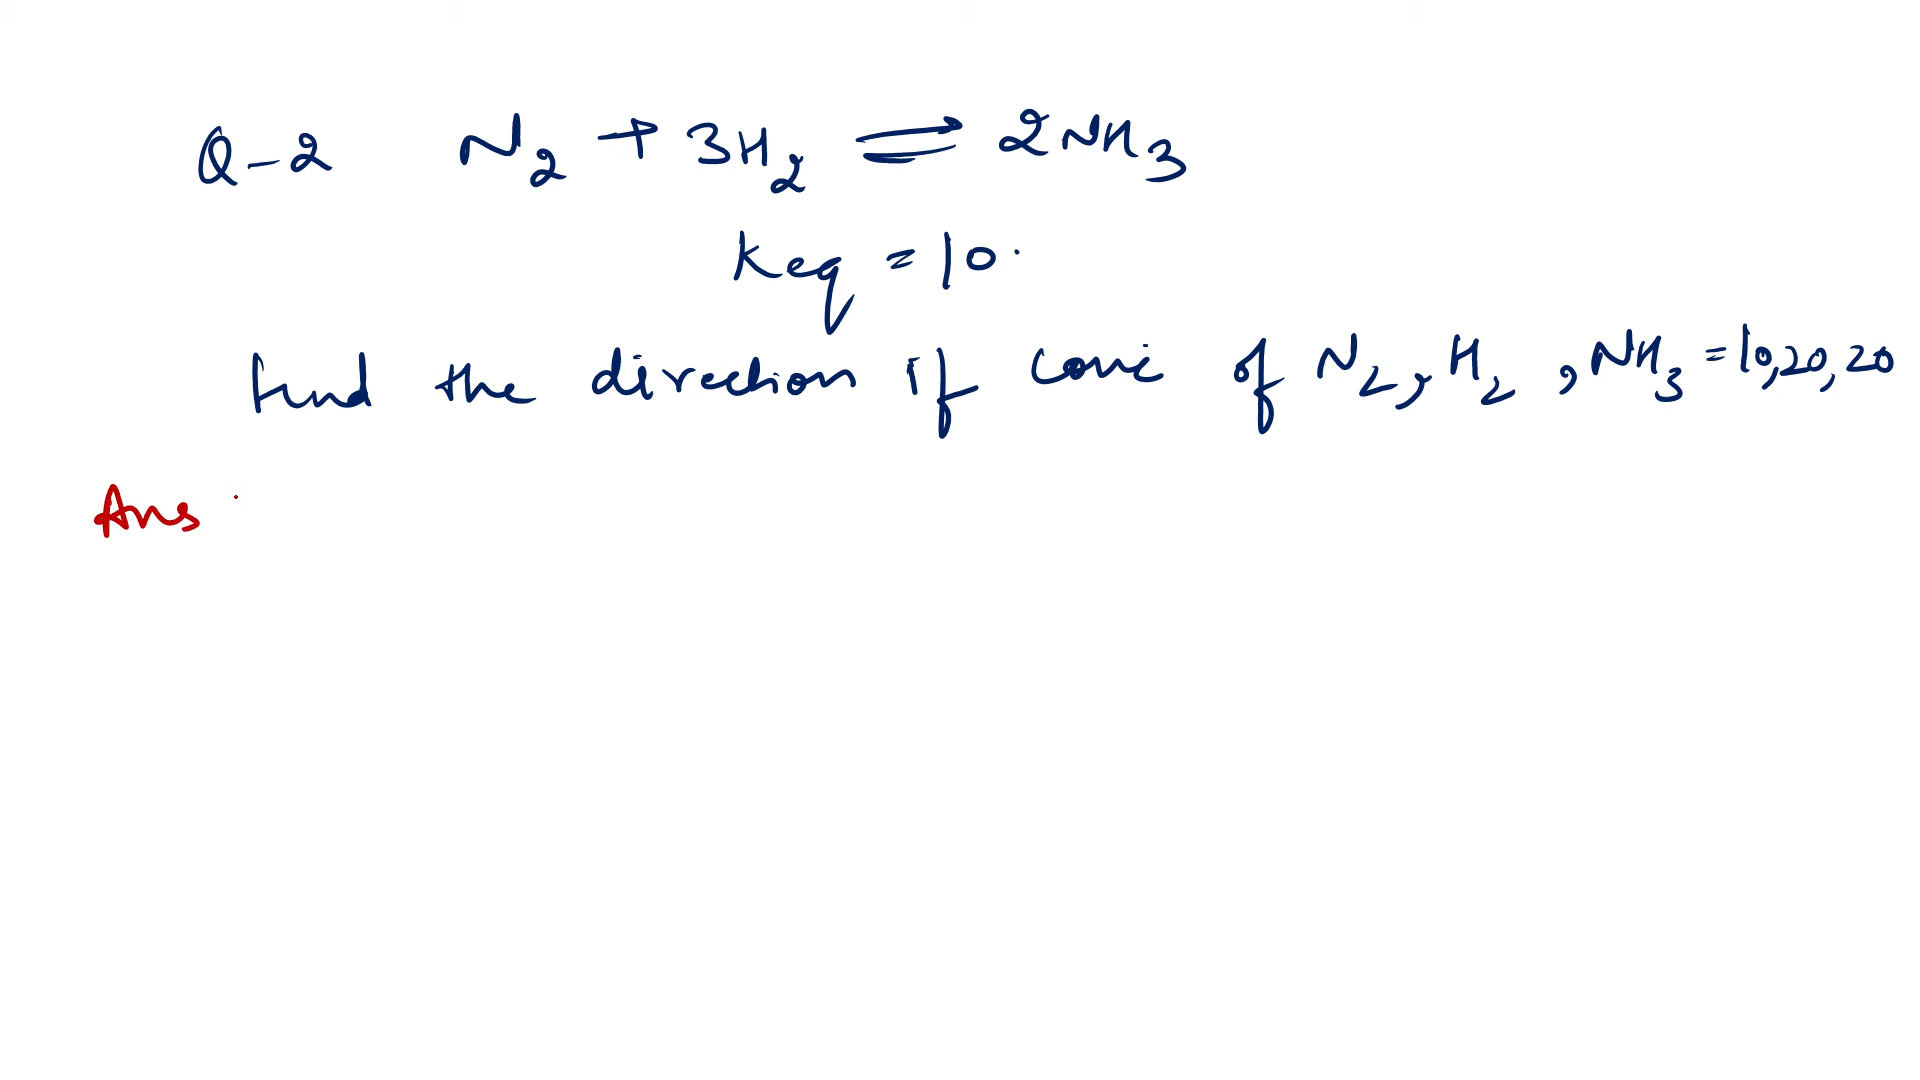 Q-2 N₂ + 3H₂ ⇌ 2NH₃
Keq = 10.
find the direction if conc of N₂, H₂, NH₃ = 10,20,20
Ans